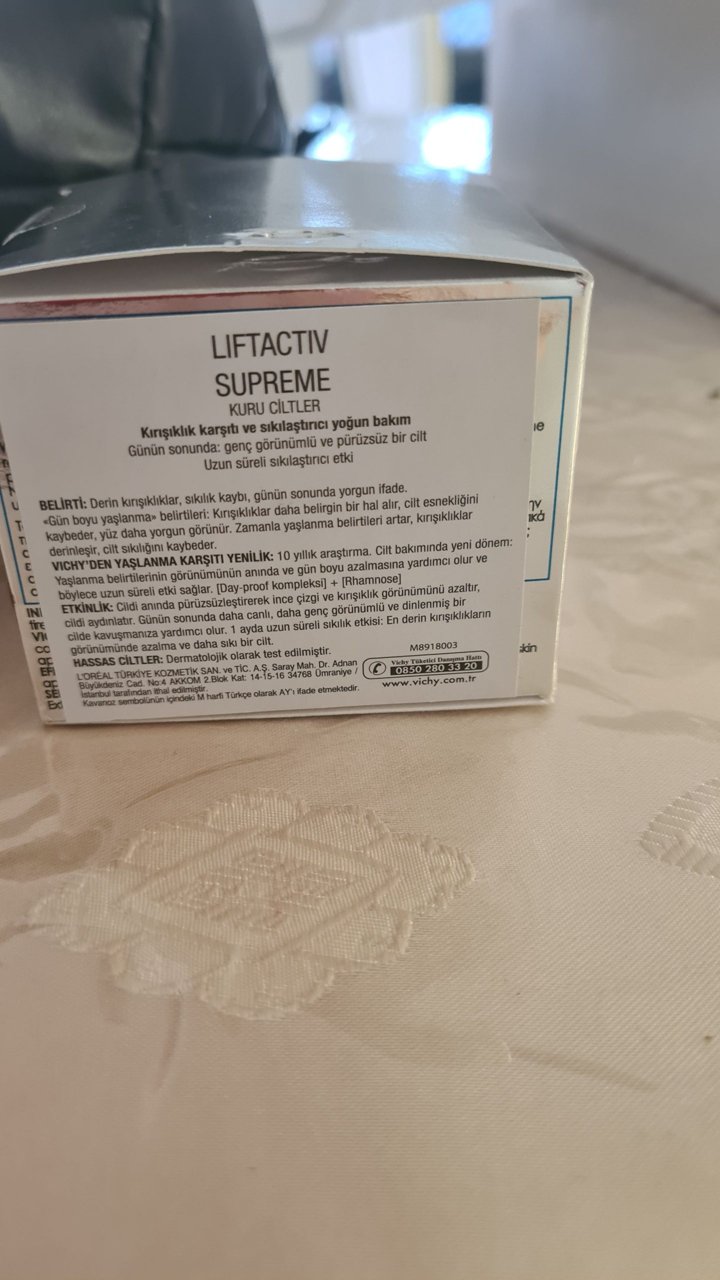 LIFTACTIV
SUPREME
KURU CİLTLER
Kırışıklık karşıtı ve sıkılaştırıcı yoğun bakım
Günün sonunda: genç görünümlü ve pürüzsüz bir cilt
Uzun süreli sıkılaştırıcı etki
BELİRTİ: Derin kırışıklıklar, sıkılık kaybı, günün sonunda yorgun ifade.
«Gün boyu yaşlanma» belirtileri: Kırışıklıklar daha belirgin bir hal alır, cilt esnekliğini
kaybeder, yüz daha yorgun görünür. Zamanla yaşlanma belirtileri artar, kırışıklıklar
derinleşir, cilt sıkılığını kaybeder.
VICHY'DEN YAŞLANMA KARŞITI YENİLİK: 10 yıllık araştırma. Cilt bakımında yeni dönem:
Yaşlanma belirtilerinin görünümünün anında ve gün boyu azalmasına yardımcı olur ve
böylece uzun süreli etki sağlar. [Day-proof kompleksi] + [Rhamnose]
ETKİNLİK: Cildi anında pürüzsüzleştirerek ince çizgi ve kırışıklık görünümünü azaltır,
cildi aydınlatır. Günün sonunda daha canlı, daha genç görünümlü ve dinlenmiş bir
cilde kavuşmanıza yardımcı olur. 1 ayda uzun süreli sıkılık etkisi: En derin kırışıklıkların
görünümünde azalma ve daha sıkı bir cilt.
HASSAS CİLTLER: Dermatolojik olarak test edilmiştir.
M8918003
L'ORÉAL TÜRKİYE KOZMETİK SAN. ve TİC. A.Ş. Saray Mah. Dr. Adnan
Büyükdeniz Cad. No:4 AKKOM 2.Blok Kat: 14-15-16 34768 Ümraniye /
İstanbul tarafından ithal edilmiştir.
Kavanoz sembolünün içindeki M harfi Türkçe olarak AY'ı ifade etmektedir.
Vichy Tüketici Danışma Hattı
0850 280 53 20
www.vichy.com.tr
skin